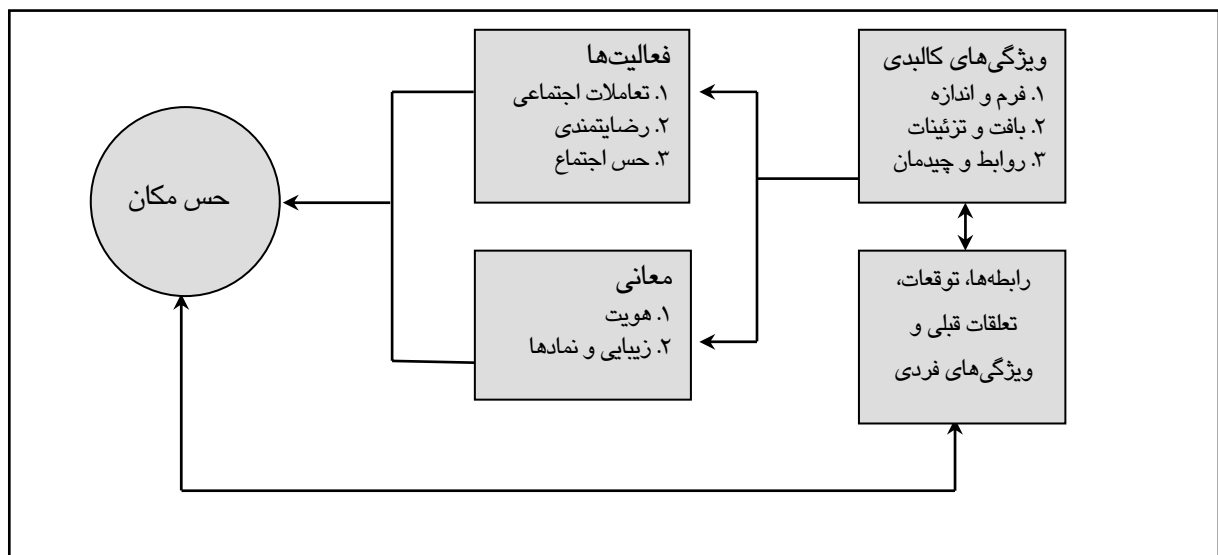 ویژگی‌های کالبدی
۱. فرم و اندازه
۲. بافت و تزئینات
۳. روابط و چیدمان
رابطه‌ها، توقعات،
تعلقات قبلی و
ویژگی‌های فردی
فعالیت‌ها
۱. تعاملات اجتماعی
۲. رضایتمندی
۳. حس اجتماع
معانی
۱. هویت
۲. زیبایی و نمادها
حس مکان